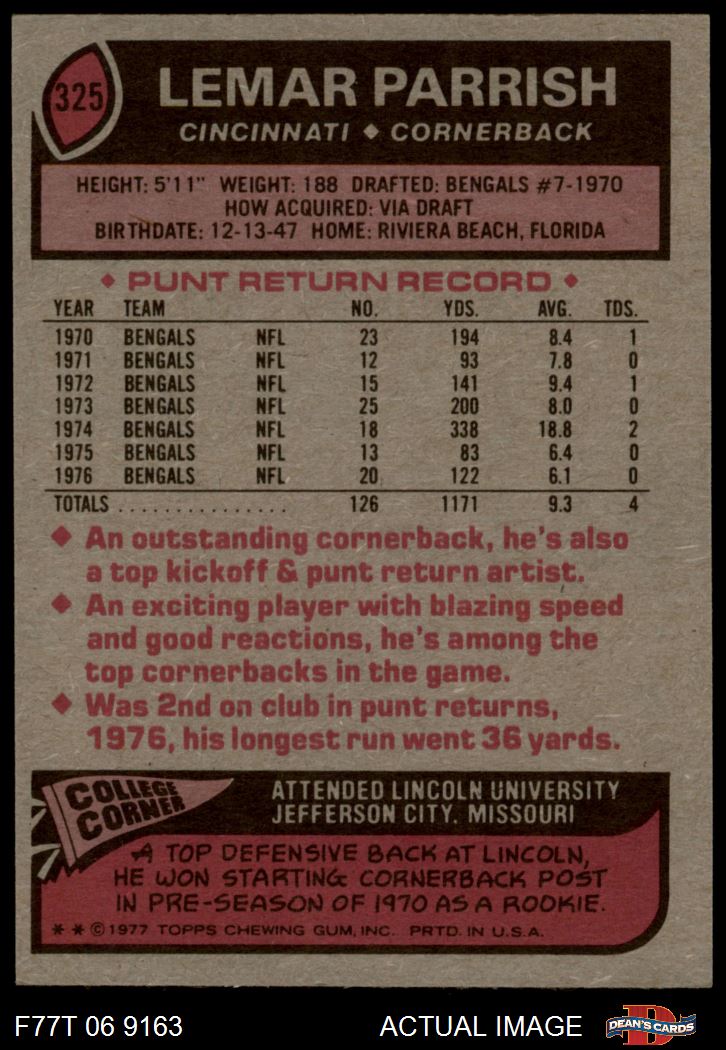 325
LEMAR PARRISH
CINCINNATI ◆ CORNERBACK
HEIGHT: 5'11" WEIGHT: 188 DRAFTED: BENGALS #7-1970
HOW ACQUIRED: VIA DRAFT
BIRTHDATE: 12-13-47 HOME: RIVIERA BEACH, FLORIDA
◆ PUNT RETURN RECORD ◆
YEAR TEAM NO. YDS. AVG. TDS.
1970 BENGALS NFL 23 194 8.4 1
1971 BENGALS NFL 12 93 7.8 0
1972 BENGALS NFL 15 141 9.4 1
1973 BENGALS NFL 25 200 8.0 0
1974 BENGALS NFL 18 338 18.8 2
1975 BENGALS NFL 13 83 6.4 0
1976 BENGALS NFL 20 122 6.1 0
TOTALS . . . . . . . . . . . . . . . 126 1171 9.3 4
◆ An outstanding cornerback, he's also
a top kickoff & punt return artist.
◆ An exciting player with blazing speed
and good reactions, he's among the
top cornerbacks in the game.
◆ Was 2nd on club in punt returns,
1976, his longest run went 36 yards.
COLLEGE
CORNER
ATTENDED LINCOLN UNIVERSITY
JEFFERSON CITY, MISSOURI
A TOP DEFENSIVE BACK AT LINCOLN,
HE WON STARTING CORNERBACK POST
IN PRE-SEASON OF 1970 AS A ROOKIE.
* * © 1977 TOPPS CHEWING GUM, INC. PRTD. IN U.S.A.
F77T 06 9163 ACTUAL IMAGE
D
DEAN'S CARDS